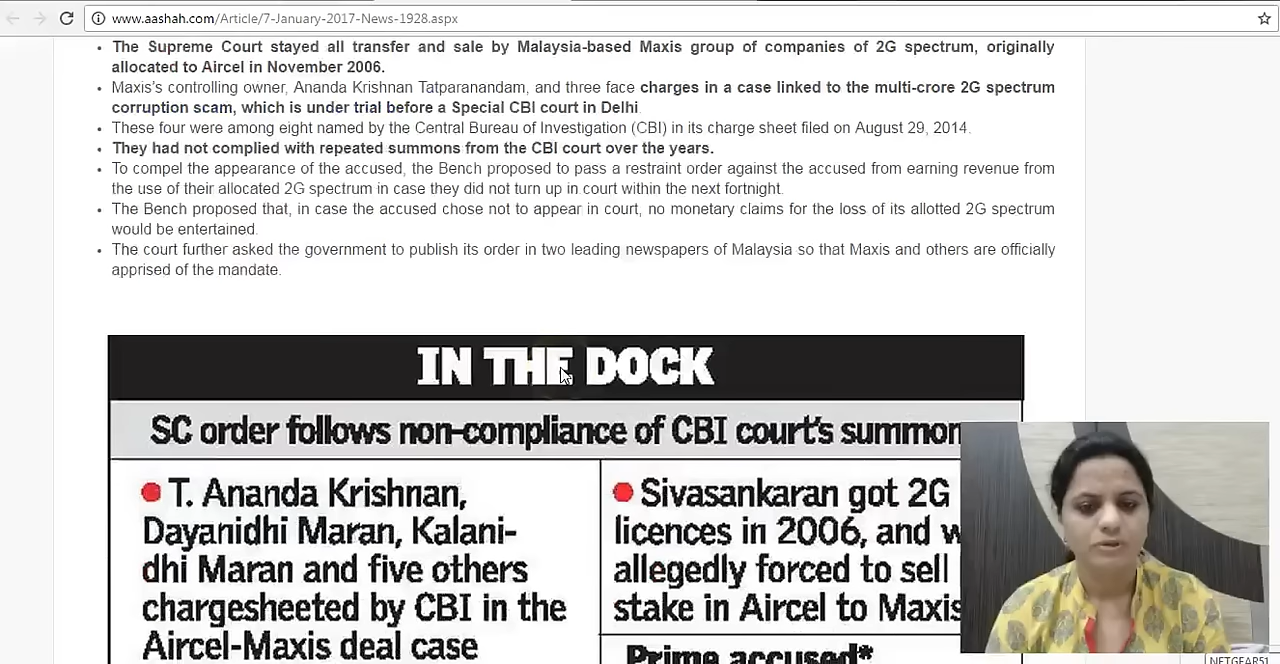 www.aashah.com/Article/7-January-2017-News-1928.aspx
The Supreme Court stayed all transfer and sale by Malaysia-based Maxis group of companies of 2G spectrum, originally
allocated to Aircel in November 2006.
Maxis's controlling owner, Ananda Krishnan Tatparanandam, and three face charges in a case linked to the multi-crore 2G spectrum
corruption scam, which is under trial before a Special CBI court in Delhi.
These four were among eight named by the Central Bureau of Investigation (CBI) in its charge sheet filed on August 29, 2014.
They had not complied with repeated summons from the CBI court over the years.
To compel the appearance of the accused, the Bench proposed to pass a restraint order against the accused from earning revenue from
the use of their allocated 2G spectrum in case they did not turn up in court within the next fortnight.
The Bench proposed that, in case the accused chose not to appear in court, no monetary claims for the loss of its allotted 2G spectrum
would be entertained.
The court further asked the government to publish its order in two leading newspapers of Malaysia so that Maxis and others are officially
apprised of the mandate.
IN THE DOCK
SC order follows non-compliance of CBI court's summon
T. Ananda Krishnan,
Dayanidhi Maran, Kalani-
dhi Maran and five others
chargesheeted by CBI in the
Aircel-Maxis deal case
Sivasankaran got 2G
licences in 2006, and w
allegedly forced to sell
stake in Aircel to Maxis
Prime accused*
NETGEAR51